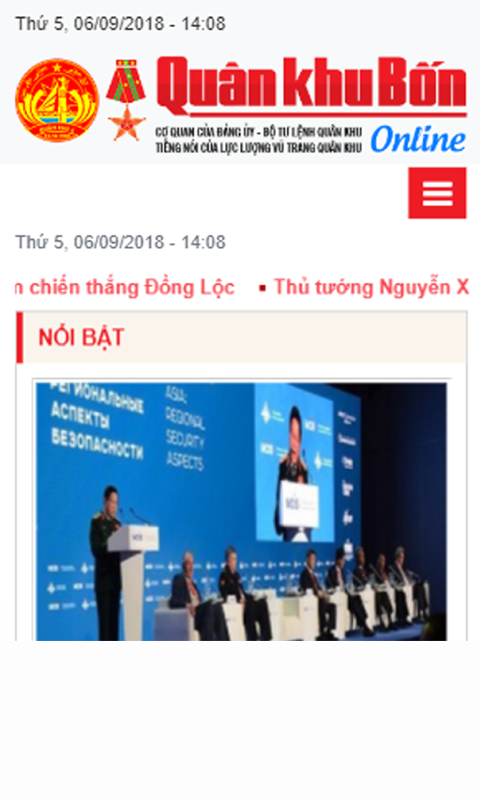 Thứ 5, 06/09/2018 - 14:08
Quân khu Bốn
CƠ QUAN CỦA ĐẢNG ỦY - BỘ TƯ LỆNH QUÂN KHU
TIẾNG NÓI CỦA LỰC LƯỢNG VŨ TRANG QUÂN KHU
Online
Thứ 5, 06/09/2018 - 14:08
n chiến thắng Đồng Lộc ▪ Thủ tướng Nguyễn X
NỔI BẬT
РЕГИОНАЛЬНЫЕ
АСПЕКТЫ
БЕЗОПАСНОСТИ
ASIA:
REGIONAL
SECURITY
ASPECTS
MCIS